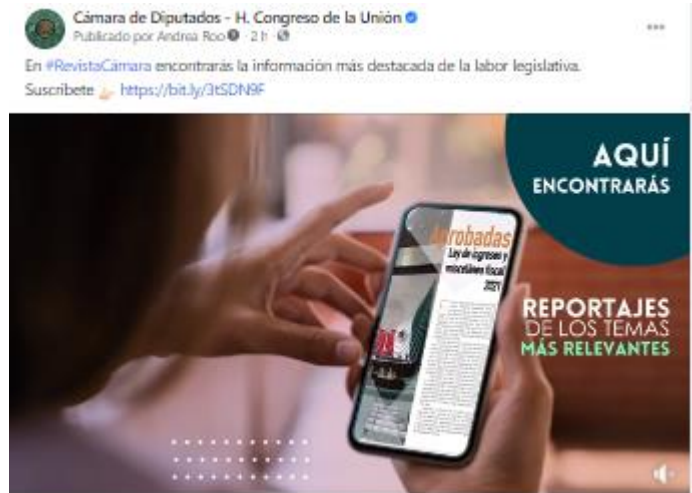 Cámara de Diputados - H. Congreso de la Unión
Publicado por Andrea Roo · 2 h ·
En #RevistaCámara encontrarás la información más destacada de la labor legislativa.
Suscríbete 👉 https://bit.ly/3tSDN9F
AQUÍ
ENCONTRARÁS
Aprobadas
Ley de ingresos y
miscelánea fiscal
2021
REPORTAJES
DE LOS TEMAS
MÁS RELEVANTES